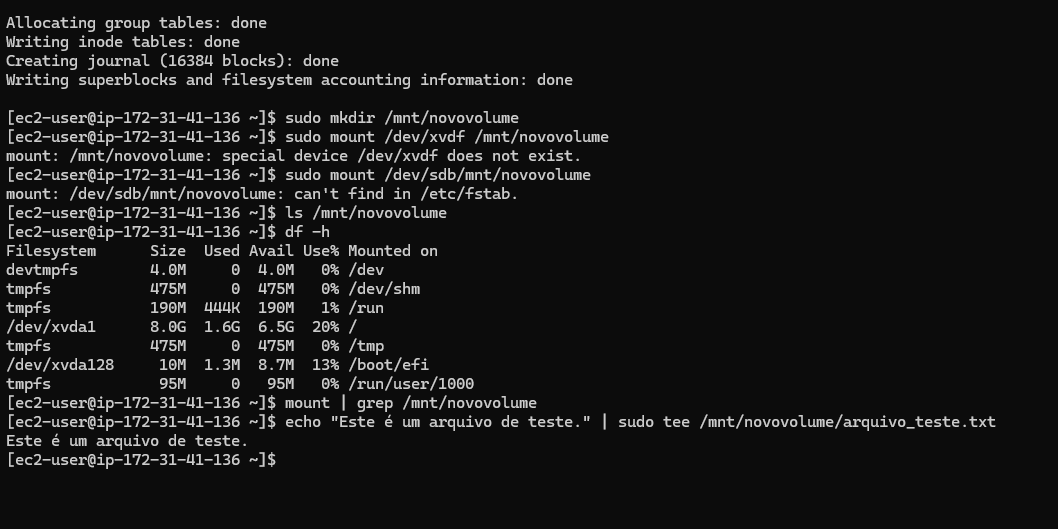 Allocating group tables: done
Writing inode tables: done
Creating journal (16384 blocks): done
Writing superblocks and filesystem accounting information: done
[ec2-user@ip-172-31-41-136 ~]$ sudo mkdir /mnt/novovolume
[ec2-user@ip-172-31-41-136 ~]$ sudo mount /dev/xvdf /mnt/novovolume
mount: /mnt/novovolume: special device /dev/xvdf does not exist.
[ec2-user@ip-172-31-41-136 ~]$ sudo mount /dev/sdb/mnt/novovolume
mount: /dev/sdb/mnt/novovolume: can't find in /etc/fstab.
[ec2-user@ip-172-31-41-136 ~]$ ls /mnt/novovolume
[ec2-user@ip-172-31-41-136 ~]$ df -h
Filesystem      Size  Used Avail Use% Mounted on
devtmpfs        4.0M     0  4.0M   0% /dev
tmpfs           475M     0  475M   0% /dev/shm
tmpfs           190M  444K  190M   1% /run
/dev/xvda1      8.0G  1.6G  6.5G  20% /
tmpfs           475M     0  475M   0% /tmp
/dev/xvda128     10M  1.3M  8.7M  13% /boot/efi
tmpfs            95M     0   95M   0% /run/user/1000
[ec2-user@ip-172-31-41-136 ~]$ mount | grep /mnt/novovolume
[ec2-user@ip-172-31-41-136 ~]$ echo "Este é um arquivo de teste." | sudo tee /mnt/novovolume/arquivo_teste.txt
Este é um arquivo de teste.
[ec2-user@ip-172-31-41-136 ~]$